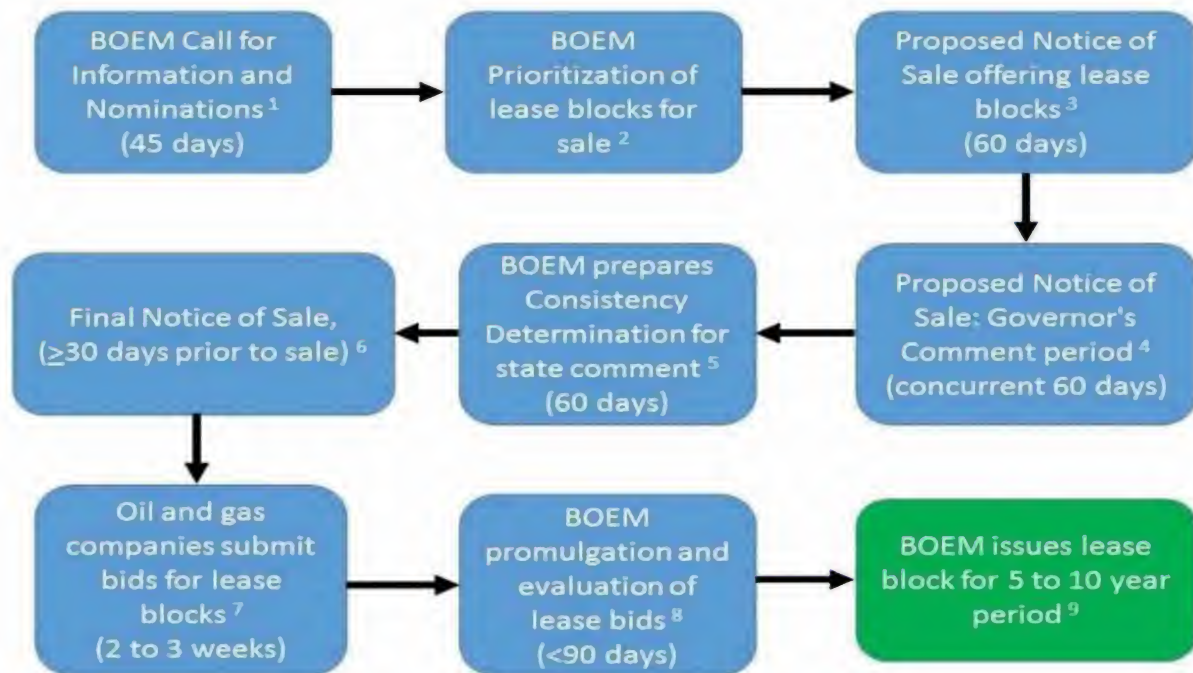 BOEM Call for
Information and
Nominations ¹
(45 days)
BOEM
Prioritization of
lease blocks for
sale ²
Proposed Notice of
Sale offering lease
blocks ³
(60 days)
Proposed Notice of
Sale: Governor's
Comment period ⁴
(concurrent 60 days)
BOEM prepares
Consistency
Determination for
state comment ⁵
(60 days)
Final Notice of Sale,
(≥30 days prior to sale) ⁶
Oil and gas
companies submit
bids for lease
blocks ⁷
(2 to 3 weeks)
BOEM
promulgation and
evaluation of
lease bids ⁸
(<90 days)
BOEM issues lease
block for 5 to 10 year
period ⁹